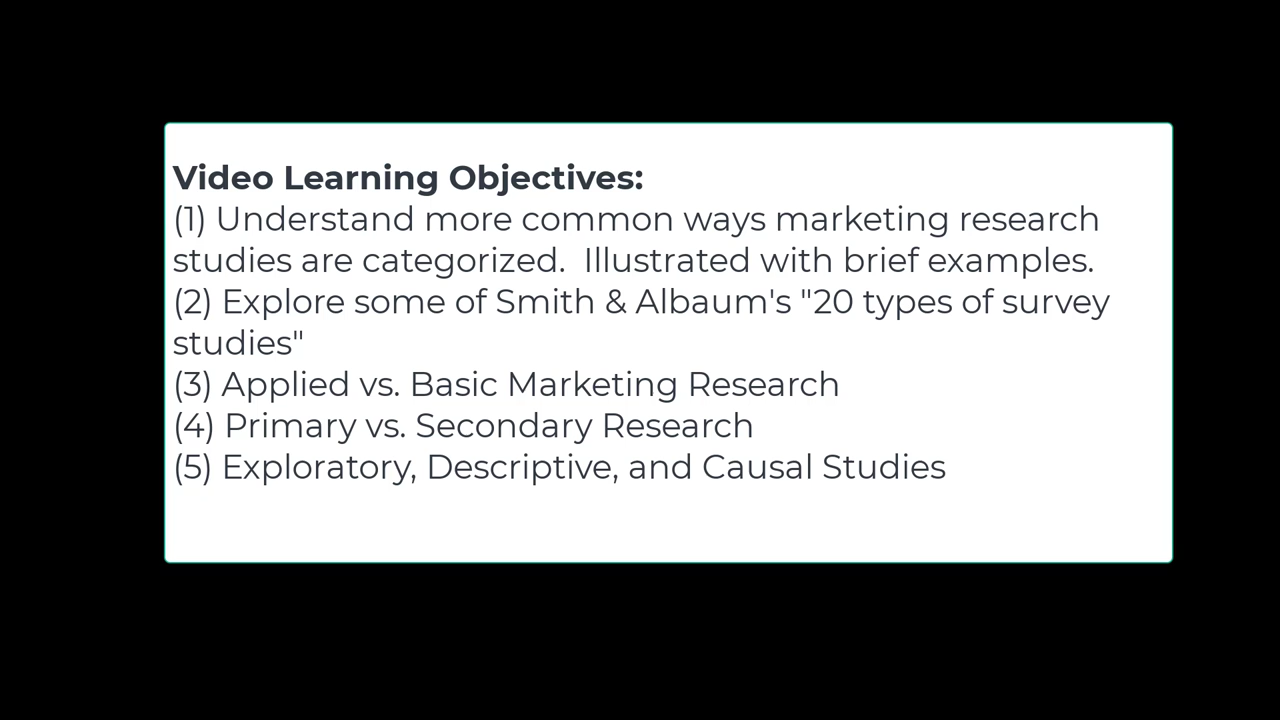 Video Learning Objectives:
(1) Understand more common ways marketing research
studies are categorized.  Illustrated with brief examples.
(2) Explore some of Smith & Albaum's "20 types of survey
studies"
(3) Applied vs. Basic Marketing Research
(4) Primary vs. Secondary Research
(5) Exploratory, Descriptive, and Causal Studies